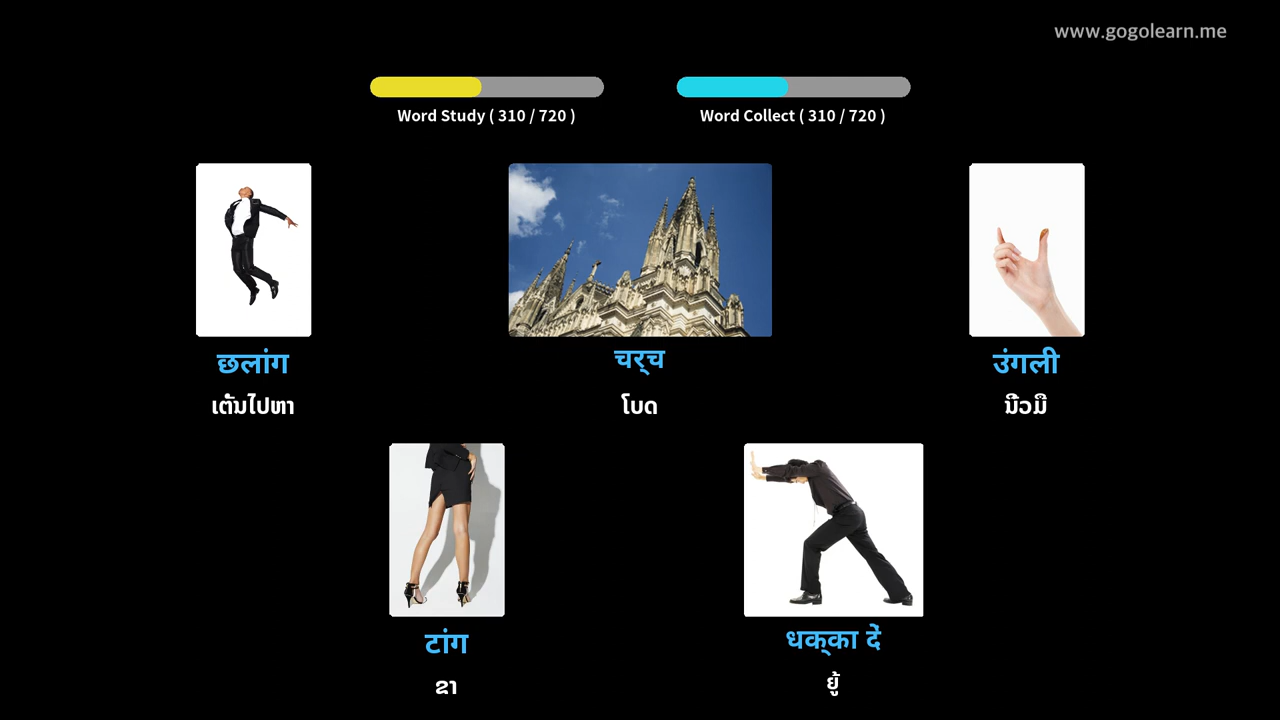 www.gogolearn.me
Word Study ( 310 / 720 )
Word Collect ( 310 / 720 )
छलांग
चर्च
उंगली
ເຕັ້ນໄປຫາ
ໂບດ
ນີ້ວມື
टांग
धक्का दें
ຂາ
ຍູ້